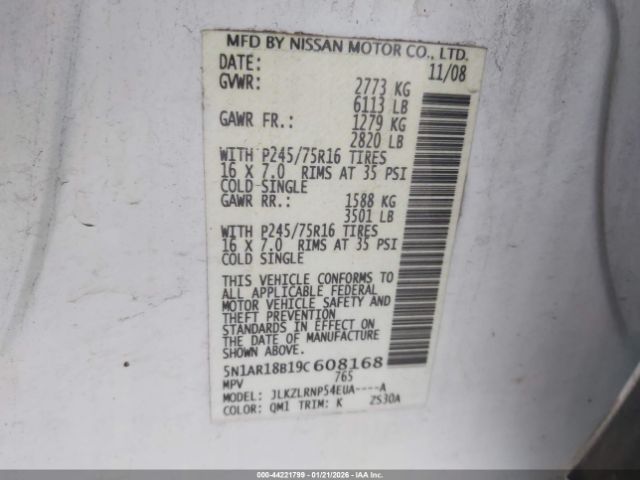 MFD BY NISSAN MOTOR CO., LTD.
DATE: 11/08
GVWR: 2773 KG
6113 LB
GAWR FR.: 1279 KG
2820 LB
WITH P245/75R16 TIRES
16 X 7.0 RIMS AT 35 PSI
COLD SINGLE
GAWR RR.: 1588 KG
3501 LB
WITH P245/75R16 TIRES
16 X 7.0 RIMS AT 35 PSI
COLD SINGLE
THIS VEHICLE CONFORMS TO
ALL APPLICABLE FEDERAL
MOTOR VEHICLE SAFETY AND
THEFT PREVENTION
STANDARDS IN EFFECT ON
THE DATE OF MANUFACTURE
SHOWN ABOVE.
5N1AR18B19C608168
MPV 765
MODEL: JLKZLRNP54EUA----A
COLOR: QM1 TRIM: K ZS30A
000-44221799 | 01/21/2026 | IAAI.CA